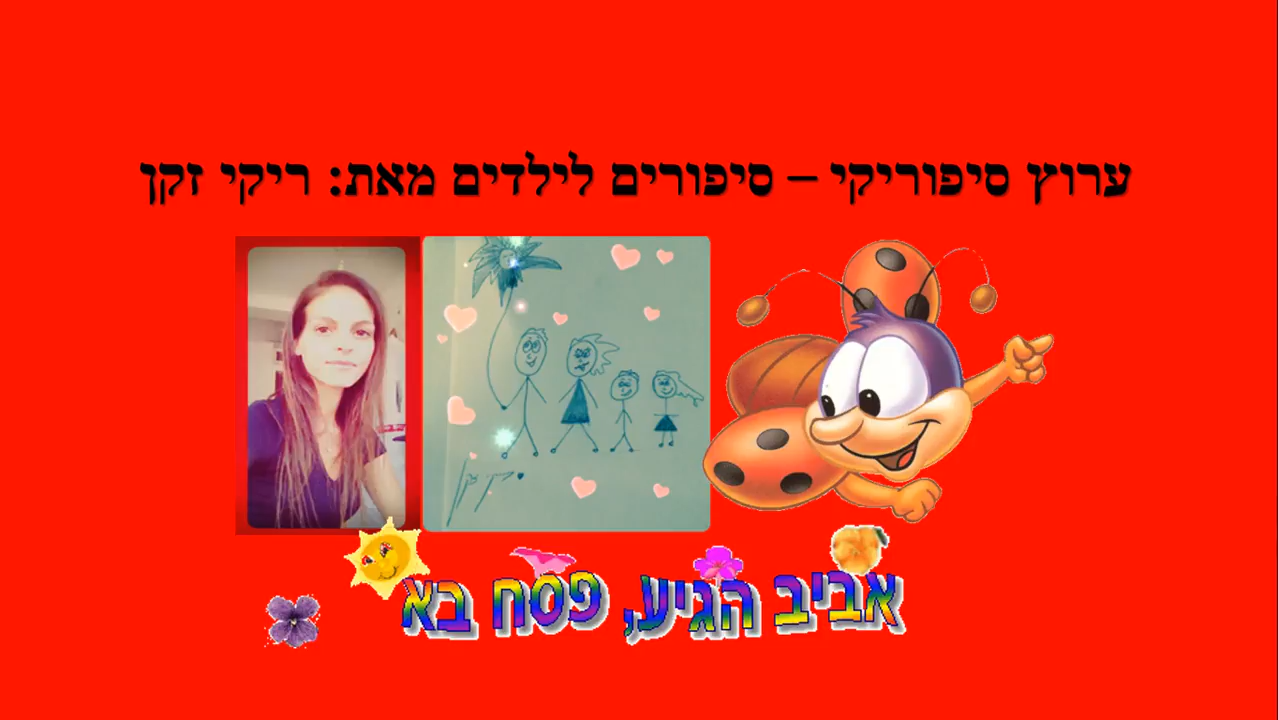 ערוץ סיפוריקי – סיפורים לילדים מאת: ריקי זקן
אביב הגיע, פסח בא